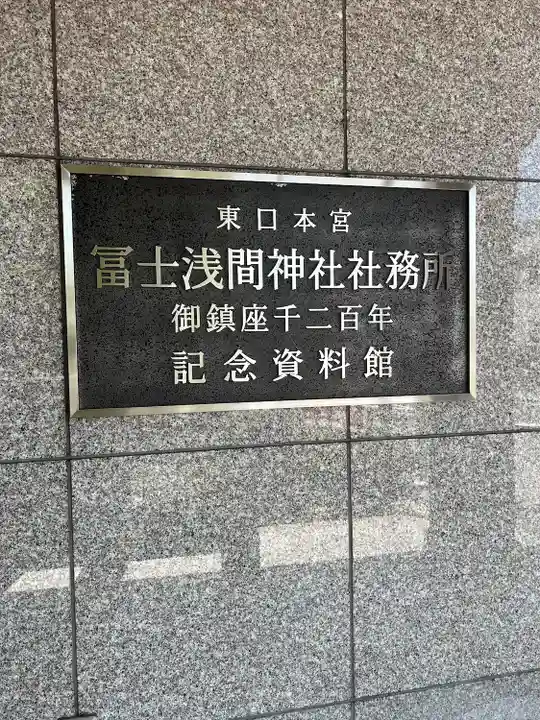 東口本宮
冨士浅間神社社務所
御鎮座千二百年
記念資料館